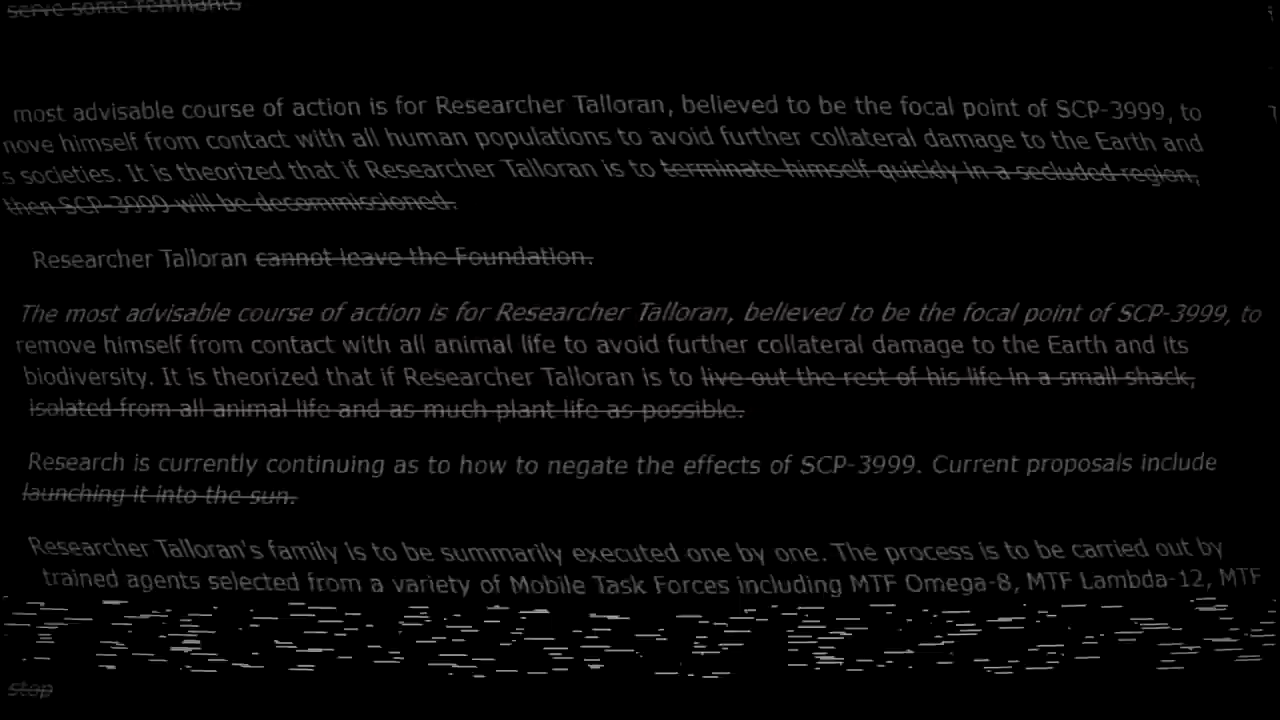 serve some remnants
most advisable course of action is for Researcher Talloran, believed to be the focal point of SCP-3999, to
nove himself from contact with all human populations to avoid further collateral damage to the Earth and
s societies. It is theorized that if Researcher Talloran is to terminate himself quickly in a secluded region,
then SCP-3999 will be decommissioned.
Researcher Talloran cannot leave the Foundation.
The most advisable course of action is for Researcher Talloran, believed to be the focal point of SCP-3999, to
remove himself from contact with all animal life to avoid further collateral damage to the Earth and its
biodiversity. It is theorized that if Researcher Talloran is to live out the rest of his life in a small shack,
isolated from all animal life and as much plant life as possible.
Research is currently continuing as to how to negate the effects of SCP-3999. Current proposals include
launching it into the sun.
Researcher Talloran's family is to be summarily executed one by one. The process is to be carried out by
trained agents selected from a variety of Mobile Task Forces including MTF Omega-8, MTF Lambda-12, MTF
stop